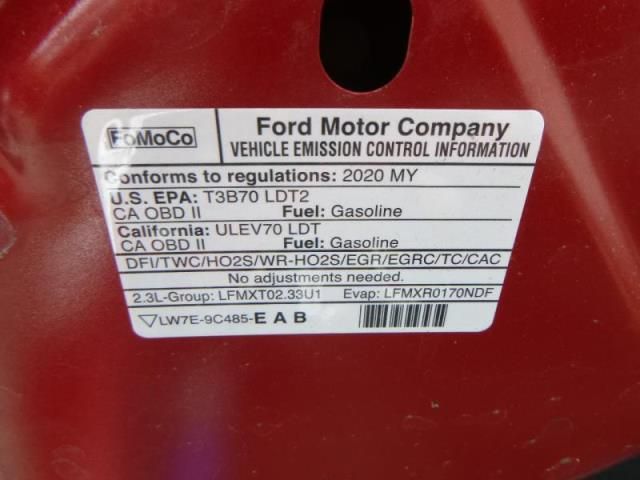 FoMoCo
Ford Motor Company
VEHICLE EMISSION CONTROL INFORMATION
Conforms to regulations: 2020 MY
U.S. EPA: T3B70 LDT2
CA OBD II Fuel: Gasoline
California: ULEV70 LDT
CA OBD II Fuel: Gasoline
DFI/TWC/HO2S/WR-HO2S/EGR/EGRC/TC/CAC
No adjustments needed.
2.3L-Group: LFMXT02.33U1 Evap: LFMXR0170NDF
LW7E-9C485-E A B